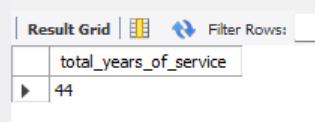 Result Grid Filter Rows:
total_years_of_service
44